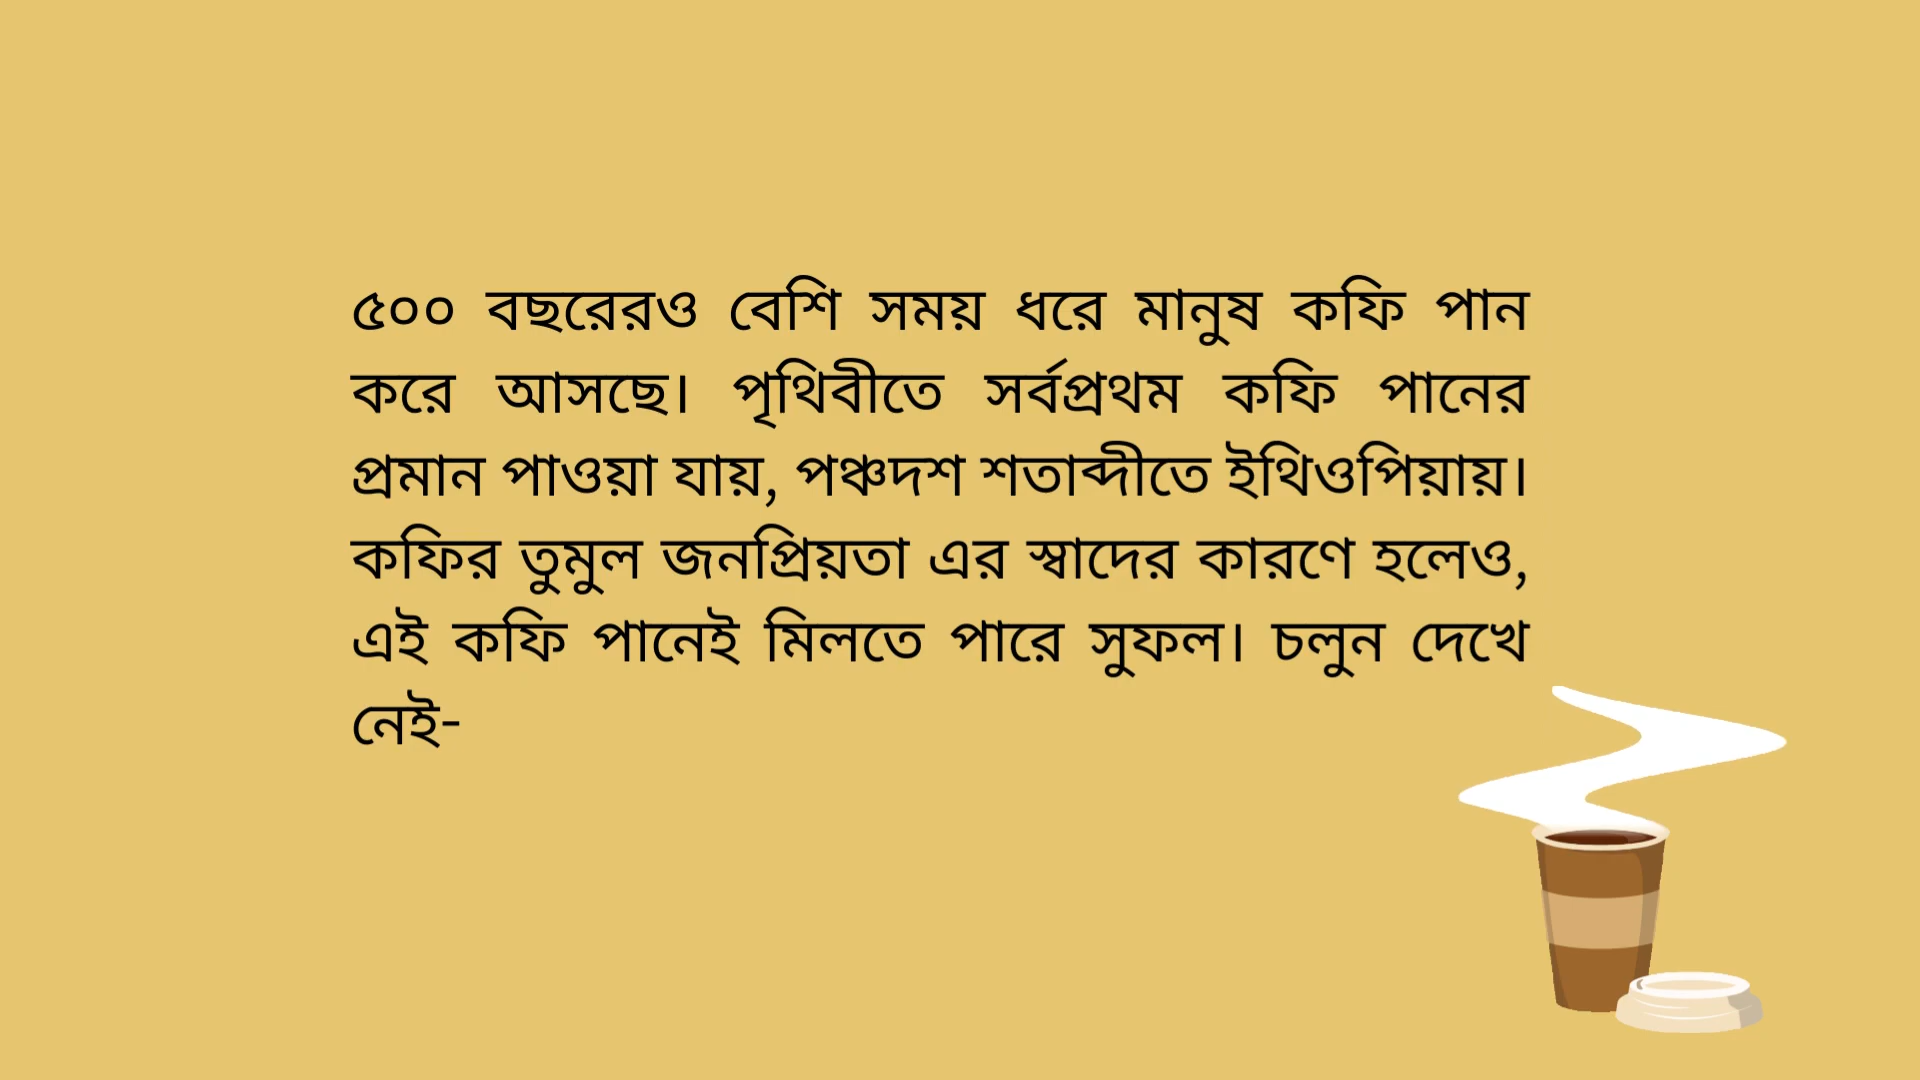 ৫০০ বছরেরও বেশি সময় ধরে মানুষ কফি পান
করে আসছে। পৃথিবীতে সর্বপ্রথম কফি পানের
প্রমান পাওয়া যায়, পঞ্চদশ শতাব্দীতে ইথিওপিয়ায়।
কফির তুমুল জনপ্রিয়তা এর স্বাদের কারণে হলেও,
এই কফি পানেই মিলতে পারে সুফল। চলুন দেখে
নেই-